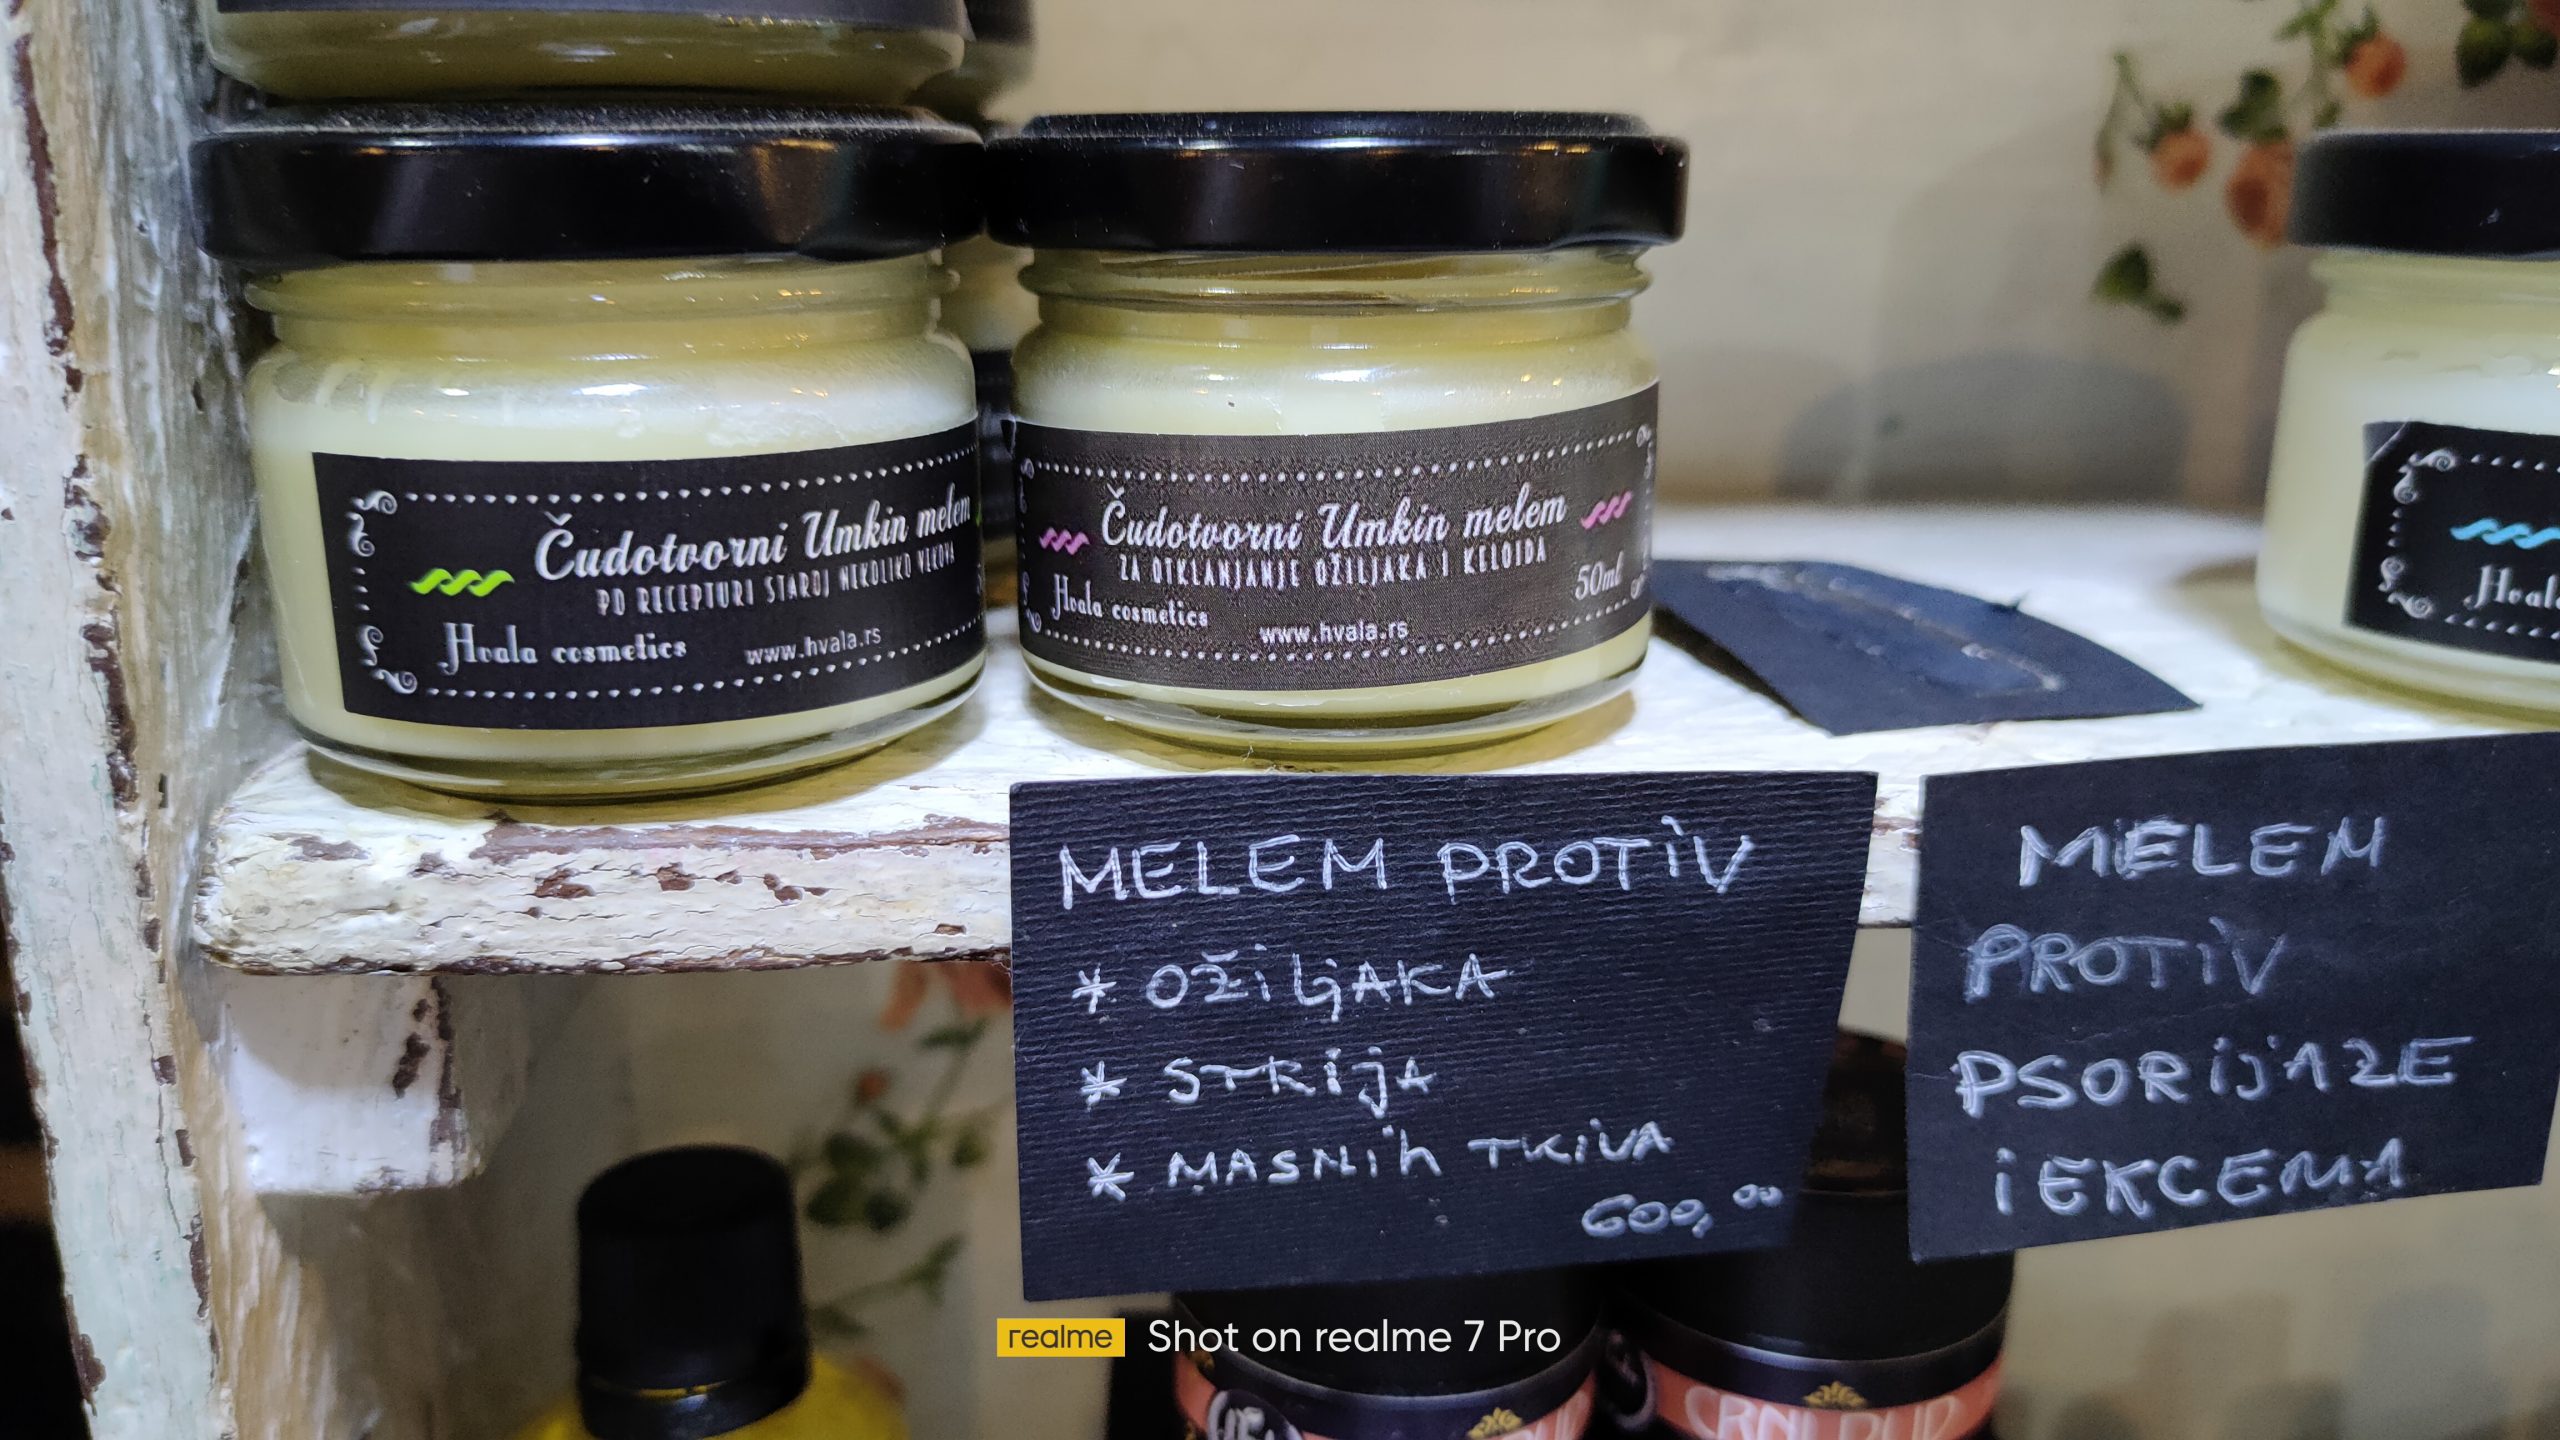 Čudotvorni Umkin melem
PO RECEPTURI STAROJ NEKOLIKO VEKOVA
Hvala cosmetics
www.hvala.rs
Čudotvorni Umkin melem
ZA OTKLANJANJE OŽILJAKA I KELOIDA
Hvala cosmetics
50ml
www.hvala.rs
Hvala
MELEM PROTIV
* OŽILJAKA
* STRIJA
* MASNIH TKIVA
600,00
MELEM
PROTIV
PSORIJAZE
I EKCEMA
realme Shot on realme 7 Pro
CRNI